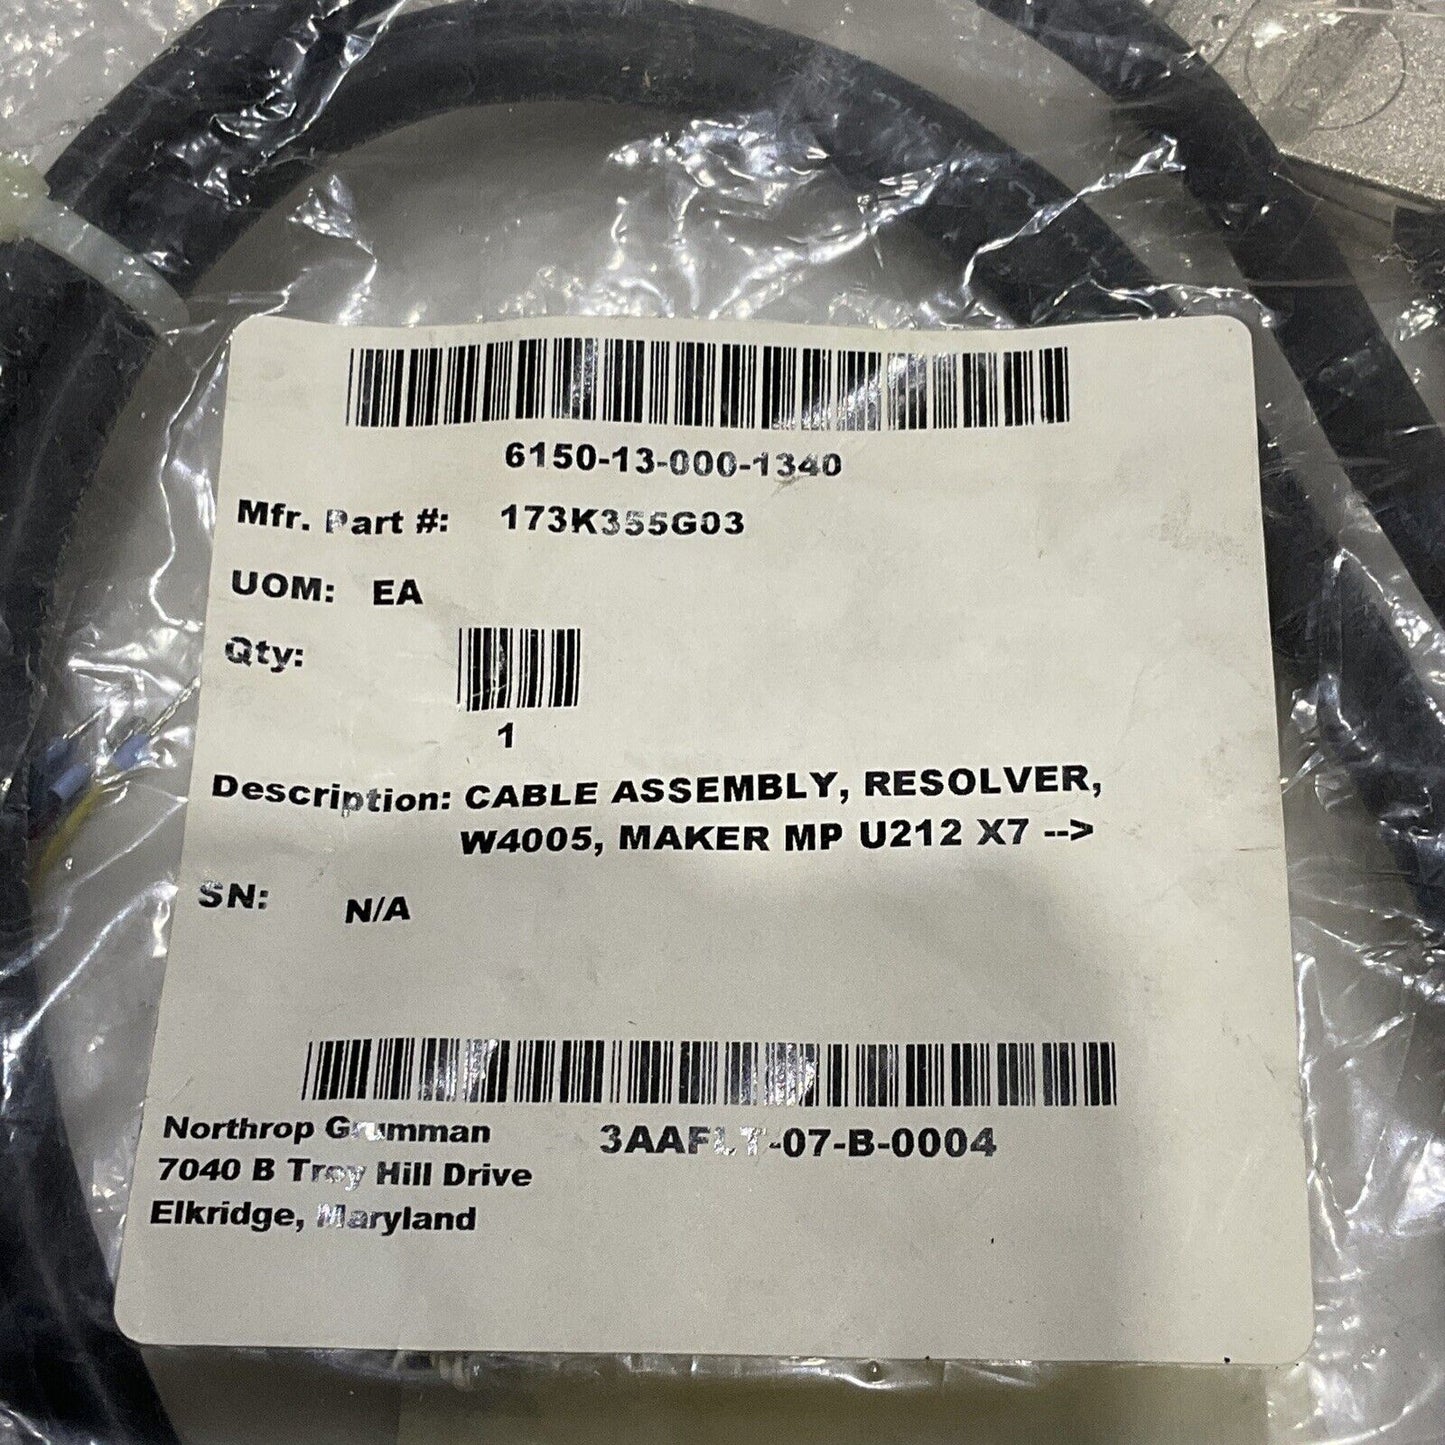 6150-13-000-1340
Mfr. Part #: 173K355G03
UOM: EA
Qty:
1
Description: CABLE ASSEMBLY, RESOLVER,
W4005, MAKER MP U212 X7 -->
SN: N/A
Northrop Grumman
7040 B Troy Hill Drive
Elkridge, Maryland
3AAFLT-07-B-0004